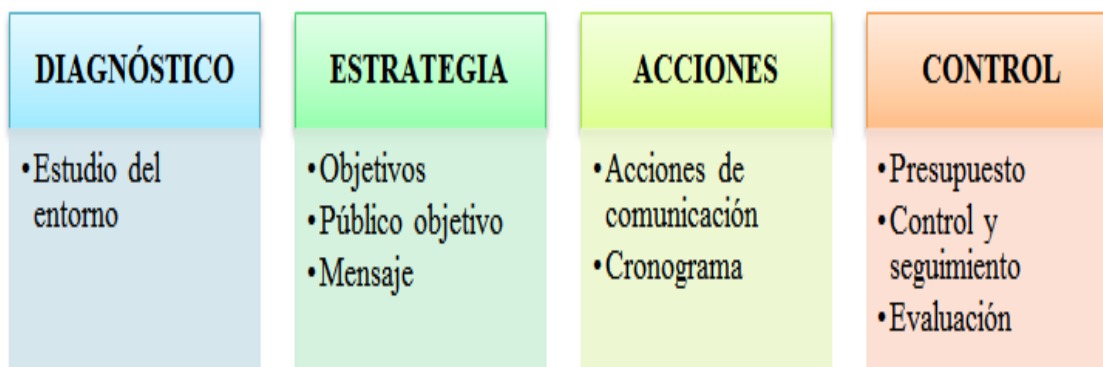 DIAGNÓSTICO
•Estudio del
entorno
ESTRATEGIA
•Objetivos
•Público objetivo
•Mensaje
ACCIONES
•Acciones de
comunicación
•Cronograma
CONTROL
•Presupuesto
•Control y
seguimiento
•Evaluación